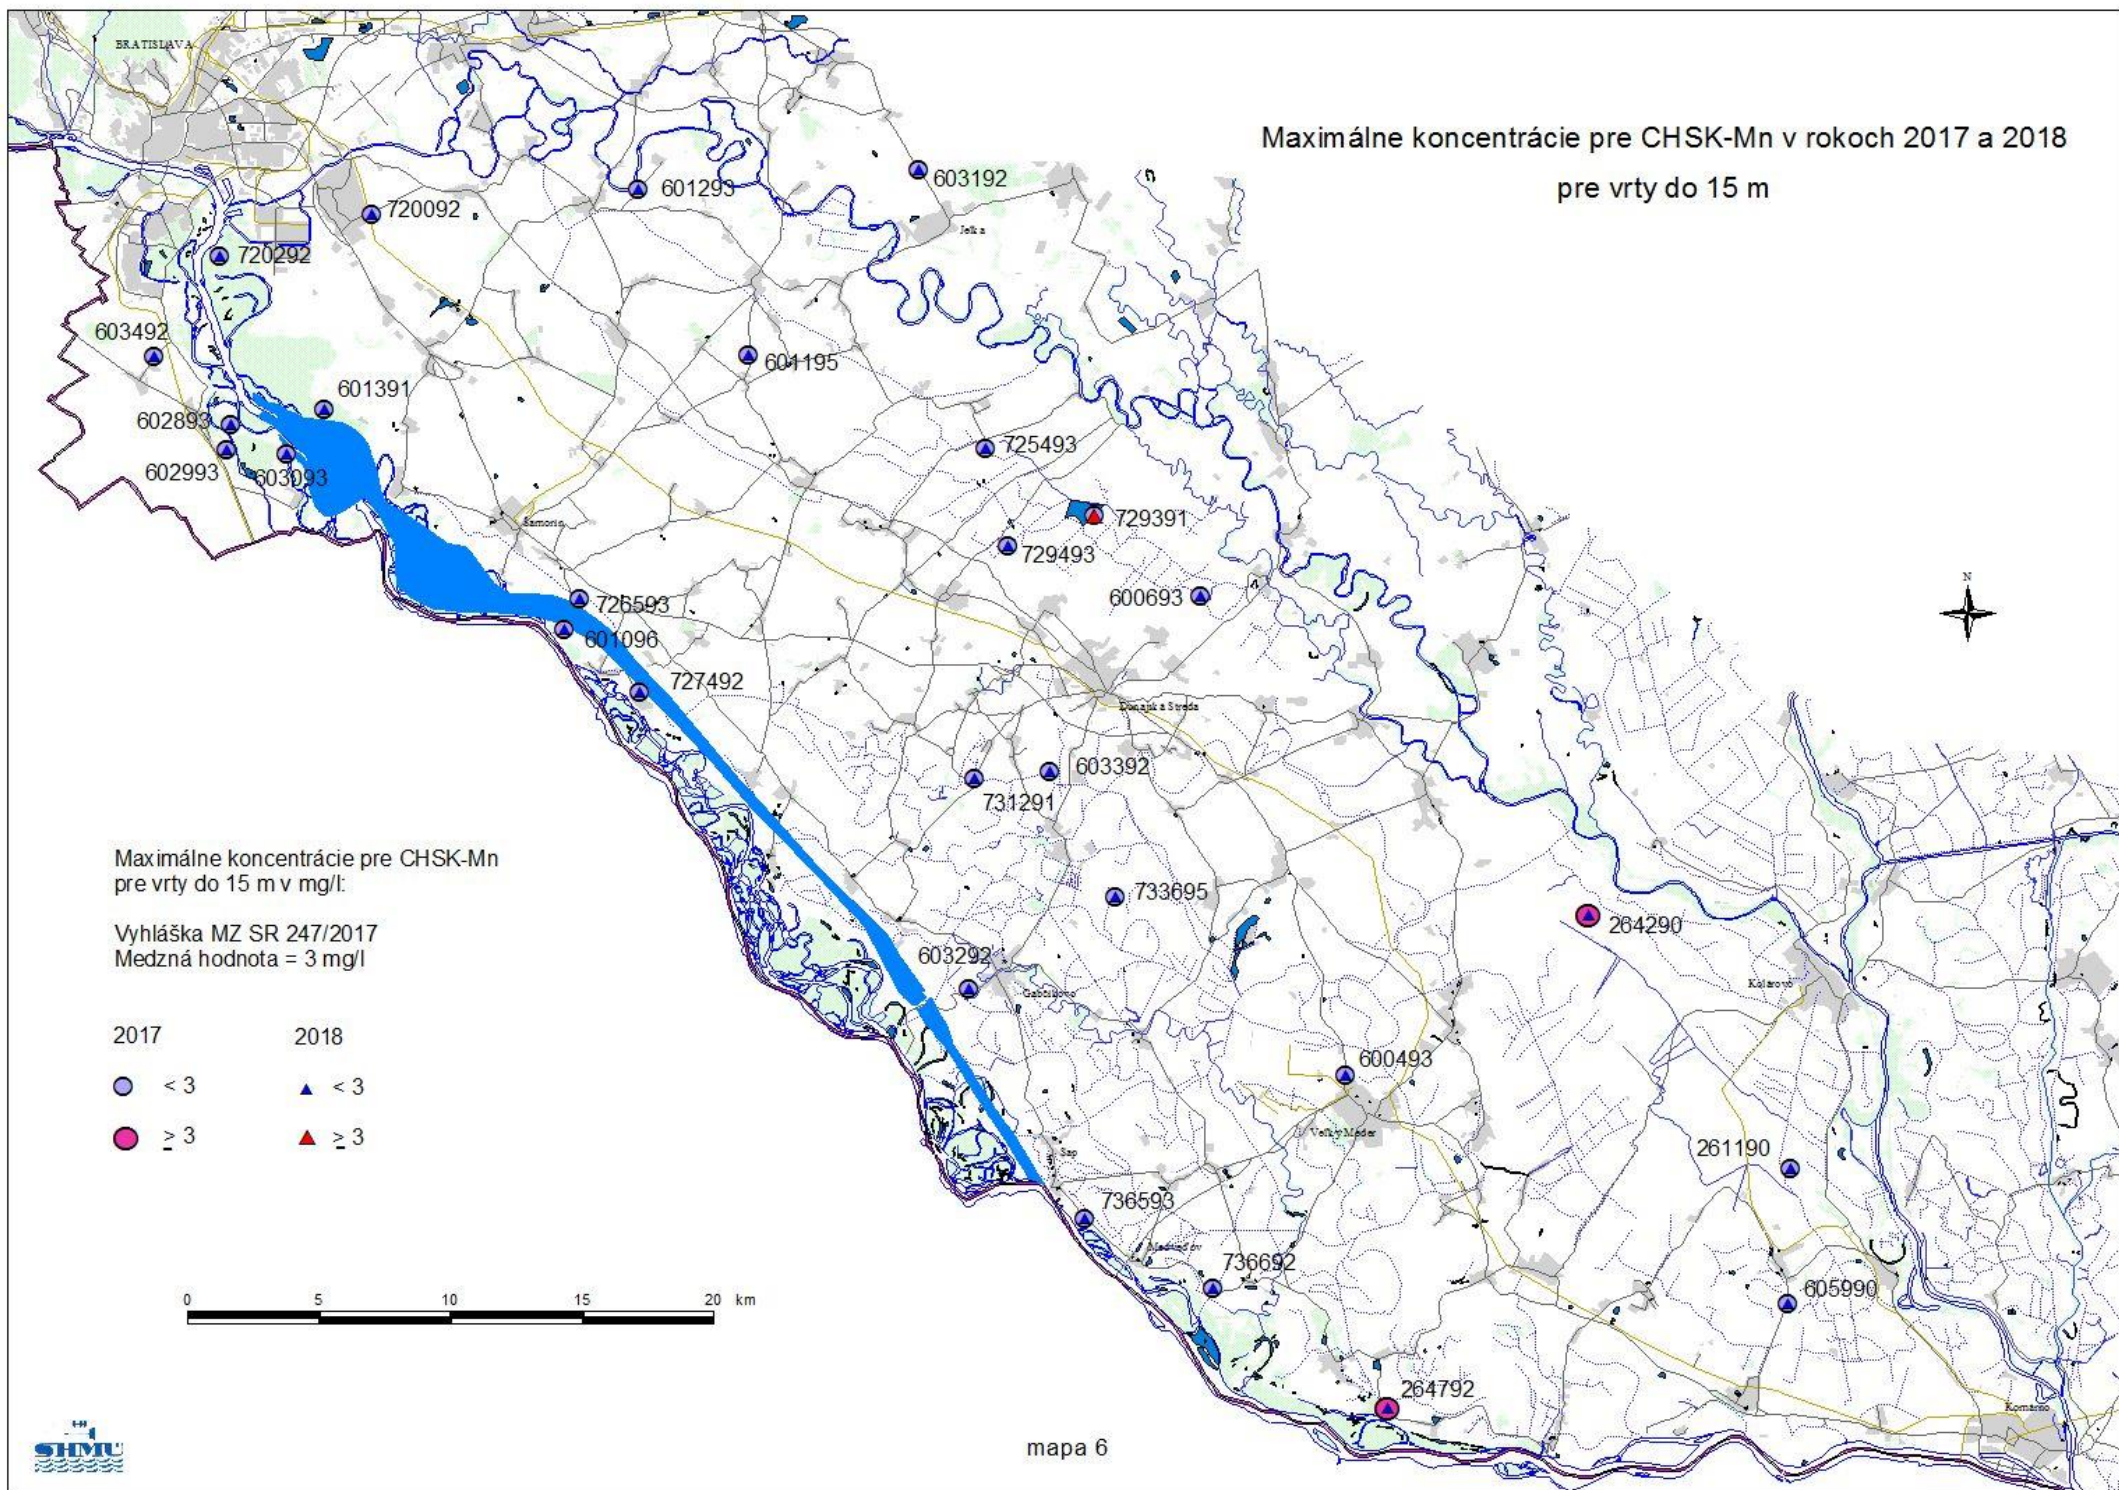 BRATISLAVA
Maximálne koncentrácie pre CHSK-Mn v rokoch 2017 a 2018
pre vrty do 15 m
603192
601293
720092
Jelka
720292
603492
601195
601391
602893
725493
602993
603093
729391
Šamorín
729493
600693
726593
N
601096
727492
Dunajská Streda
603392
731291
Maximálne koncentrácie pre CHSK-Mn
pre vrty do 15 m v mg/l:
733695
264290
Vyhláška MZ SR 247/2017
Medzná hodnota = 3 mg/l
603292
Kolárovo
Gabčíkovo
2017
2018
600493
< 3
< 3
Veľký Meder
≥ 3
≥ 3
261190
Sap
736593
Medveďov
736692
605990
0 5 10 15 20 km
264792
Komárno
SHMU
mapa 6